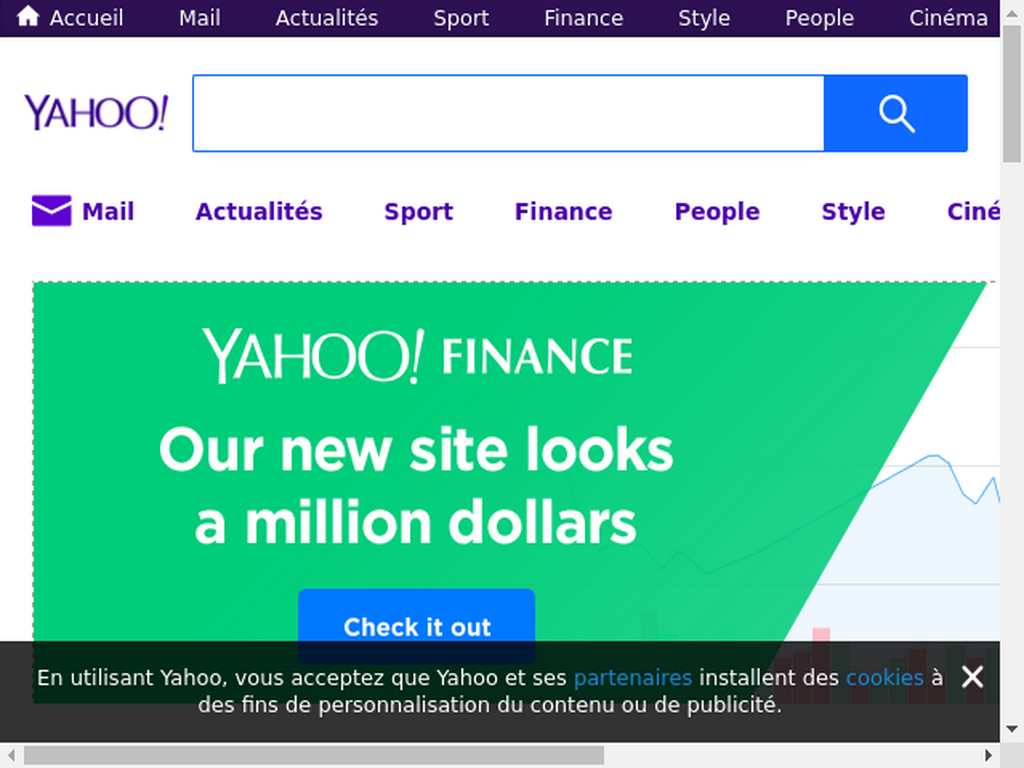 Accueil Mail Actualités Sport Finance Style People Cinéma
YAHOO!
Mail Actualités Sport Finance People Style Ciné
YAHOO! FINANCE
Our new site looks
a million dollars
Check it out
En utilisant Yahoo, vous acceptez que Yahoo et ses partenaires installent des cookies à
des fins de personnalisation du contenu ou de publicité.